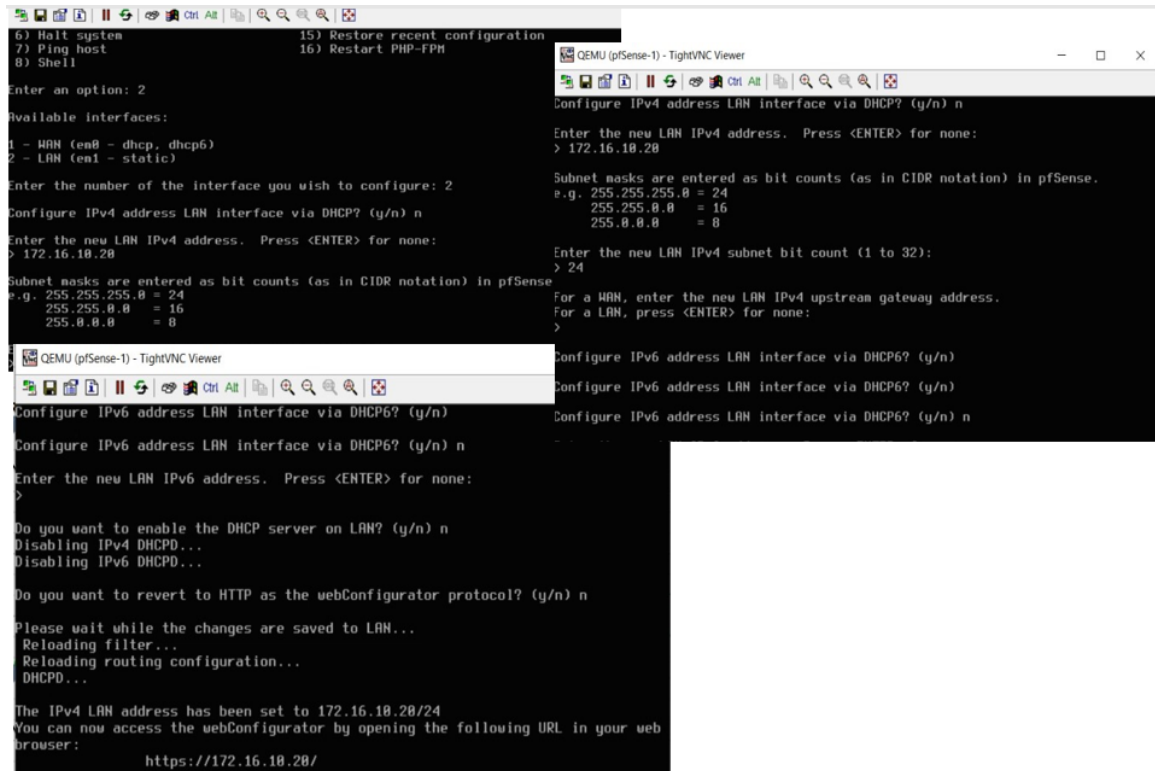 Ctrl Alt
6) Halt system 15) Restore recent configuration
7) Ping host 16) Restart PHP-FPM
8) Shell
Enter an option: 2
Available interfaces:
1 - WAN (em0 - dhcp, dhcp6)
2 - LAN (em1 - static)
Enter the number of the interface you wish to configure: 2
Configure IPv4 address LAN interface via DHCP? (y/n) n
Enter the new LAN IPv4 address. Press <ENTER> for none:
> 172.16.10.20
Subnet masks are entered as bit counts (as in CIDR notation) in pfSense
e.g. 255.255.255.0 = 24
255.255.0.0 = 16
255.0.0.0 = 8
QEMU (pfSense-1) - TightVNC Viewer
Ctrl Alt
Configure IPv4 address LAN interface via DHCP? (y/n) n
Enter the new LAN IPv4 address. Press <ENTER> for none:
> 172.16.10.20
Subnet masks are entered as bit counts (as in CIDR notation) in pfSense.
e.g. 255.255.255.0 = 24
255.255.0.0 = 16
255.0.0.0 = 8
Enter the new LAN IPv4 subnet bit count (1 to 32):
> 24
For a WAN, enter the new LAN IPv4 upstream gateway address.
For a LAN, press <ENTER> for none:
>
Configure IPv6 address LAN interface via DHCP6? (y/n)
Configure IPv6 address LAN interface via DHCP6? (y/n)
Configure IPv6 address LAN interface via DHCP6? (y/n) n
QEMU (pfSense-1) - TightVNC Viewer
Ctrl Alt
Configure IPv6 address LAN interface via DHCP6? (y/n)
Configure IPv6 address LAN interface via DHCP6? (y/n) n
Enter the new LAN IPv6 address. Press <ENTER> for none:
>
Do you want to enable the DHCP server on LAN? (y/n) n
Disabling IPv4 DHCPD...
Disabling IPv6 DHCPD...
Do you want to revert to HTTP as the webConfigurator protocol? (y/n) n
Please wait while the changes are saved to LAN...
Reloading filter...
Reloading routing configuration...
DHCPD...
The IPv4 LAN address has been set to 172.16.10.20/24
You can now access the webConfigurator by opening the following URL in your web
browser:
https://172.16.10.20/